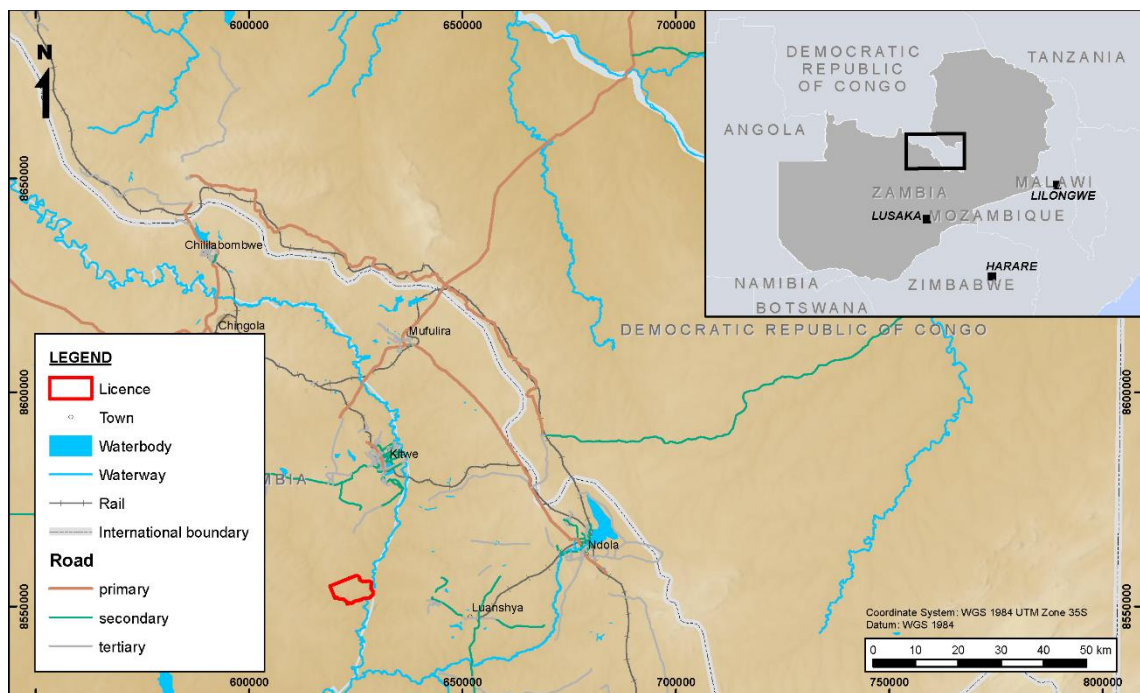 600000
650000
700000
N
8650000
8600000
8550000
Chililabombwe
Chingola
Mufulira
DEMOCRATIC REPUBLIC OF CONGO
Kitwe
MBIA
Ndola
Luanshya
LEGEND
Licence
Town
Waterbody
Waterway
Rail
International boundary
Road
primary
secondary
tertiary
DEMOCRATIC
REPUBLIC
OF CONGO
TANZANIA
ANGOLA
ZAMBIA
MALAWI
LILONGWE
LUSAKA
MOZAMBIQUE
HARARE
NAMIBIA
ZIMBABWE
BOTSWANA
8600000
8550000
Coordinate System: WGS 1984 UTM Zone 35S
Datum: WGS 1984
0 10 20 30 40 50 km
600000
650000
700000
750000
800000